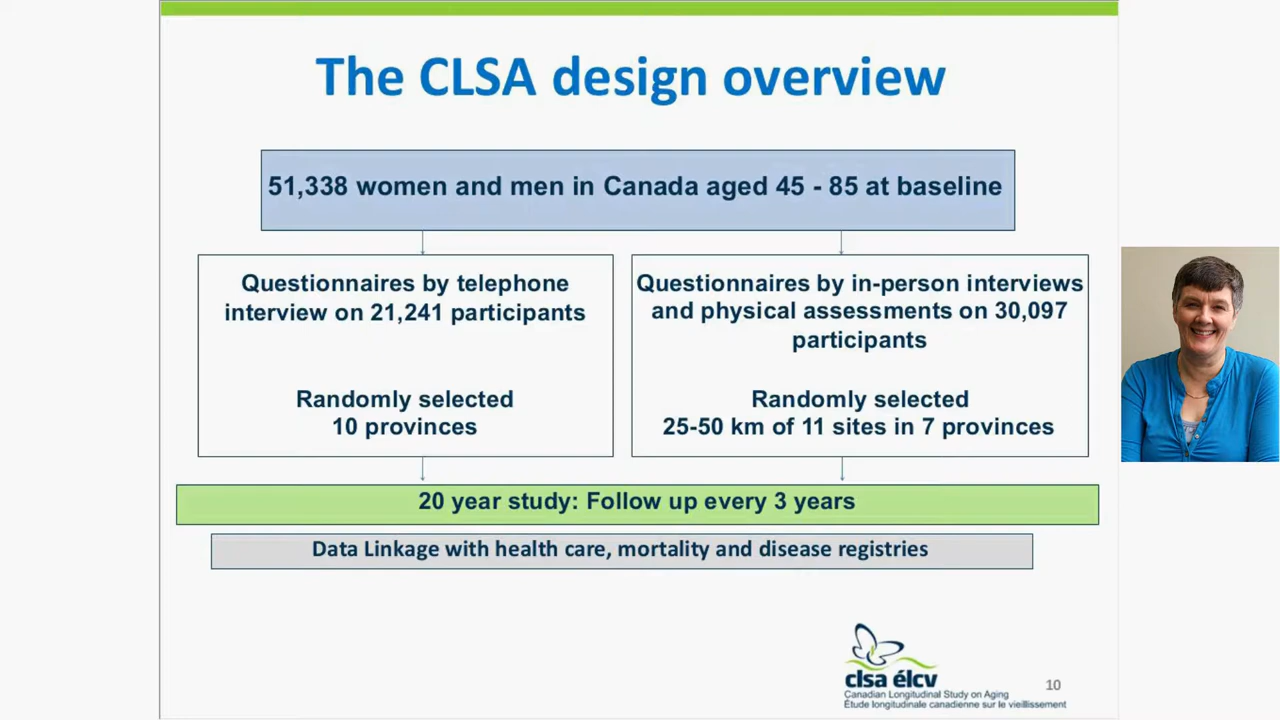 The CLSA design overview
51,338 women and men in Canada aged 45 - 85 at baseline
Questionnaires by telephone
interview on 21,241 participants
Randomly selected
10 provinces
Questionnaires by in-person interviews
and physical assessments on 30,097
participants
Randomly selected
25-50 km of 11 sites in 7 provinces
20 year study: Follow up every 3 years
Data Linkage with health care, mortality and disease registries
clsa élcv
Canadian Longitudinal Study on Aging
Étude longitudinale canadienne sur le vieillissement
10